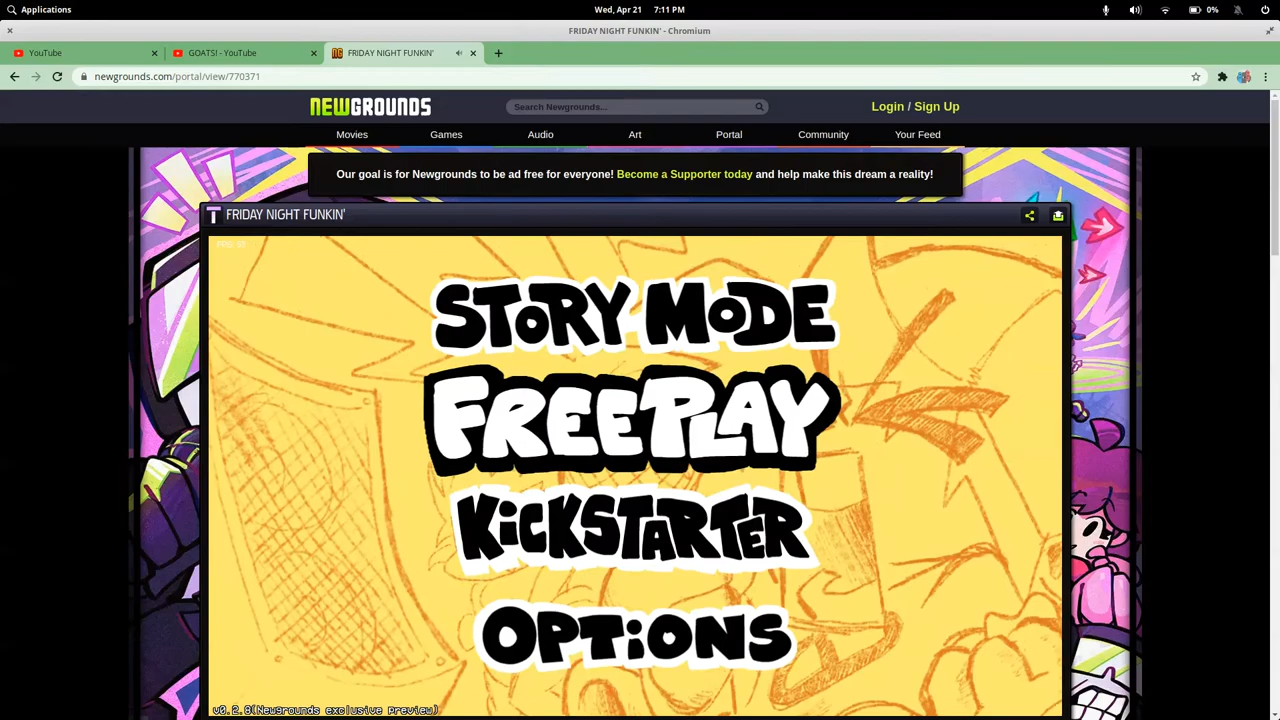 Applications
Wed, Apr 21 7:11 PM
0%
FRIDAY NIGHT FUNKIN' - Chromium
YouTube
GOATS! - YouTube
FRIDAY NIGHT FUNKIN'
newgrounds.com/portal/view/770371
NEWGROUNDS
Search Newgrounds...
Login / Sign Up
Movies Games Audio Art Portal Community Your Feed
Our goal is for Newgrounds to be ad free for everyone! Become a Supporter today and help make this dream a reality!
FRIDAY NIGHT FUNKIN'
STORY MODE
FREEPLAY
KICKSTARTER
OPTIONS
v0.2.8(Newgrounds exclusive preview)